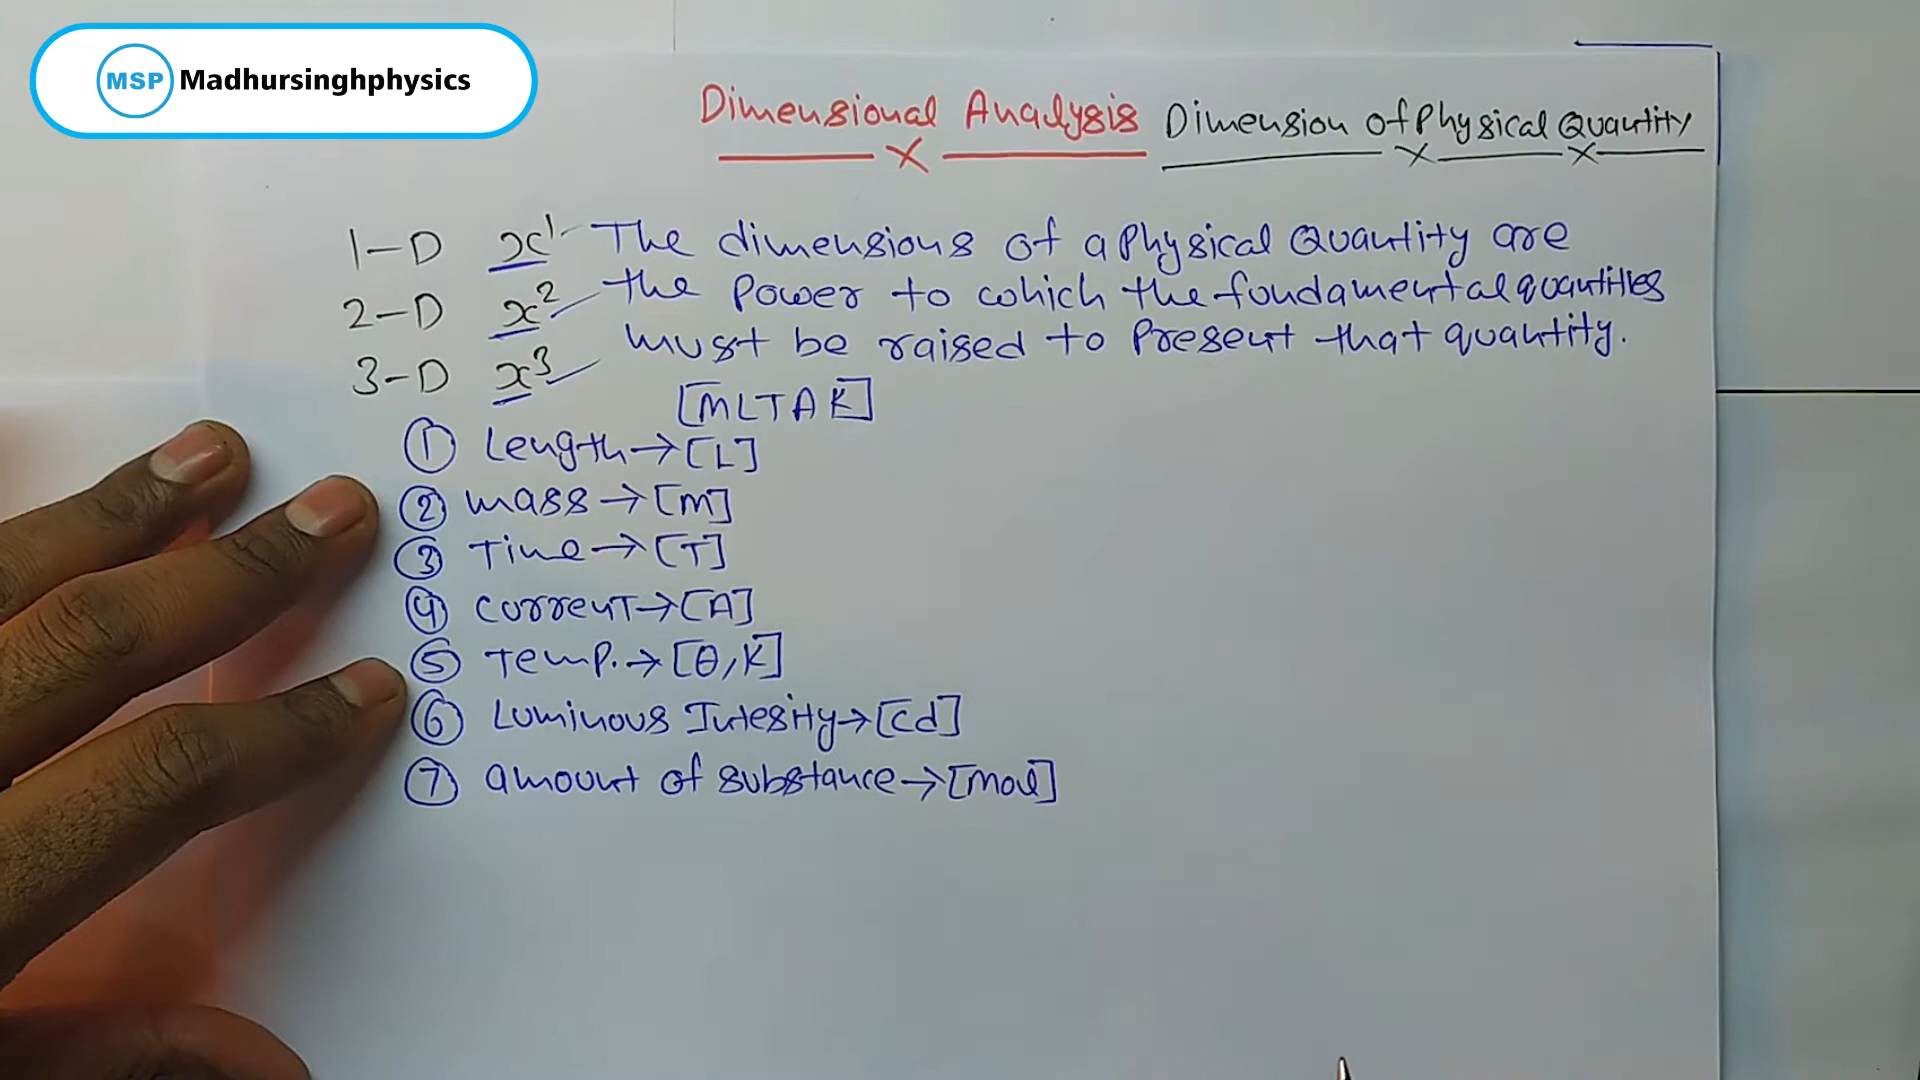 MSP Madhursinghphysics
Dimensional Analysis Dimension of Physical Quantity
1-D x¹ The dimensions of a Physical Quantity are
2-D x² the power to which the fundamental quantities
3-D x³ must be raised to Present that quantity.
[MLTAK]
① Length→[L]
② mass→[M]
③ Time→[T]
④ Current→[A]
⑤ Temp.→[θ,K]
⑥ Luminous Intesity→[cd]
⑦ amount of substance→[mol]